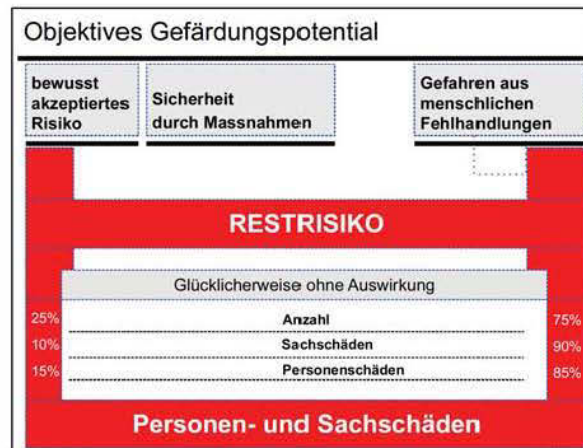 Objektives Gefärdungspotential
bewusst
akzeptiertes
Risiko
Sicherheit
durch Massnahmen
Gefahren aus
menschlichen
Fehlhandlungen
RESTRISIKO
Glücklicherweise ohne Auswirkung
25% Anzahl 75%
10% Sachschäden 90%
15% Personenschäden 85%
Personen- und Sachschäden